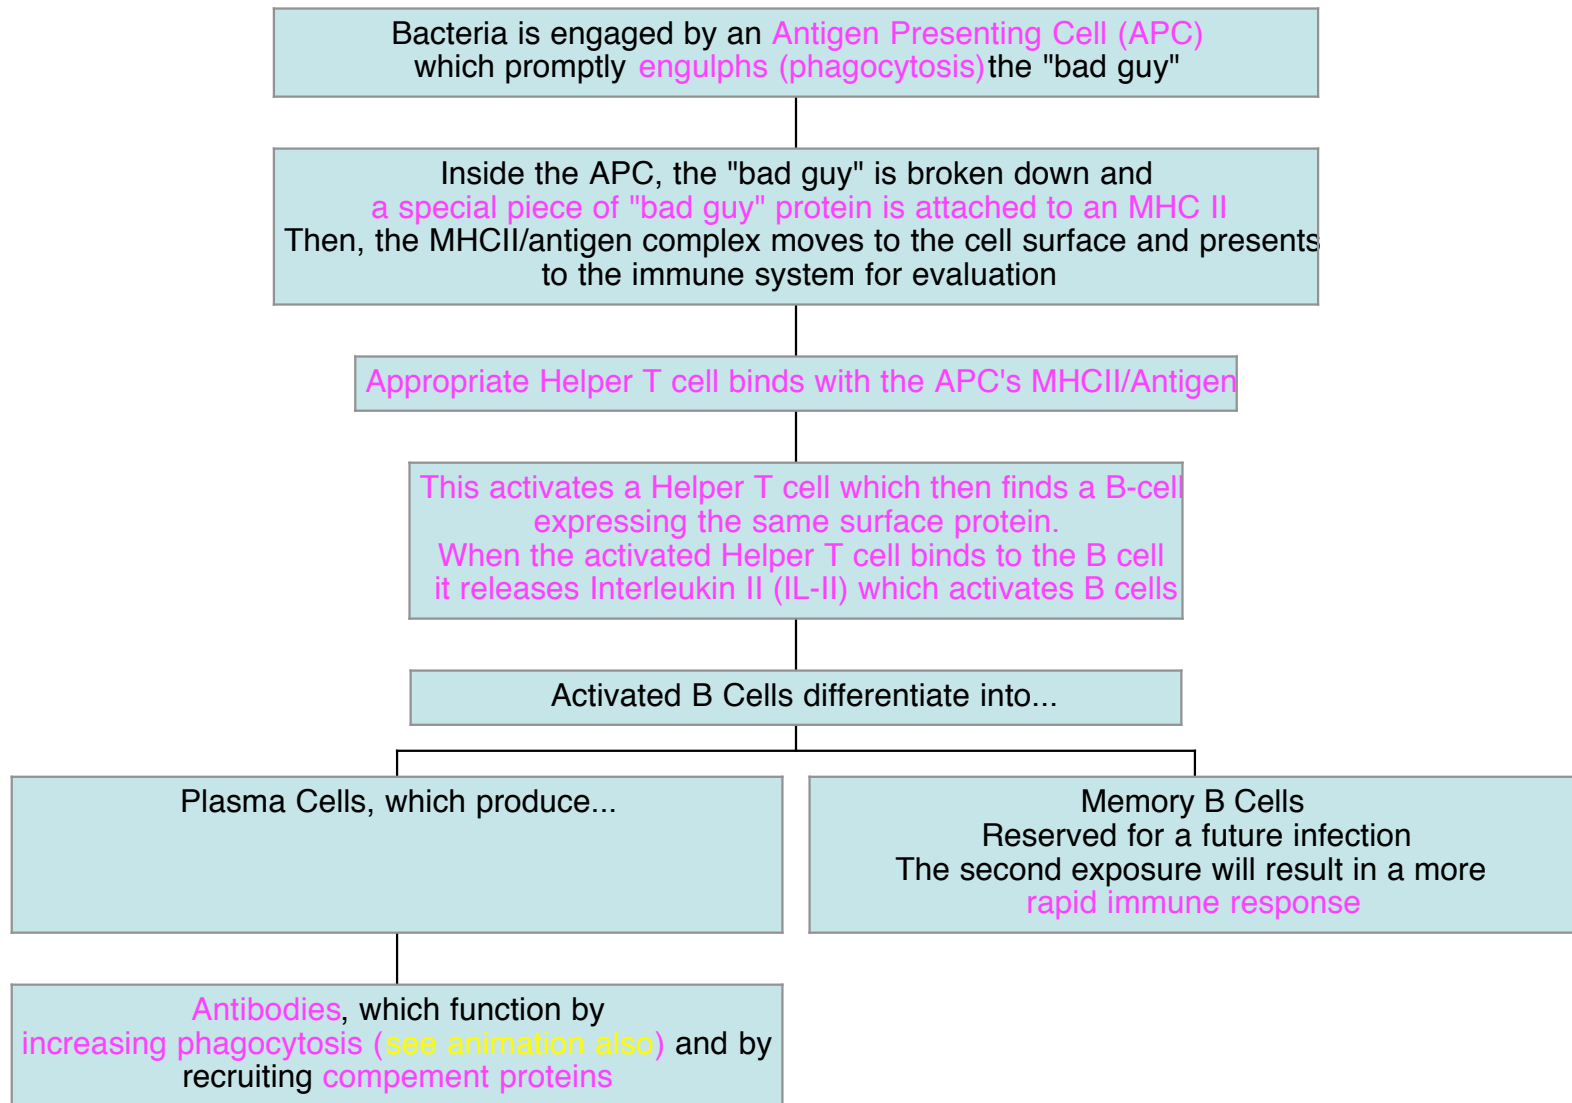 Bacteria is engaged by an Antigen Presenting Cell (APC)
which promptly engulphs (phagocytosis)the "bad guy"
Inside the APC, the "bad guy" is broken down and
a special piece of "bad guy" protein is attached to an MHC II
Then, the MHCII/antigen complex moves to the cell surface and presents
to the immune system for evaluation
Appropriate Helper T cell binds with the APC's MHCII/Antigen
This activates a Helper T cell which then finds a B-cell
expressing the same surface protein.
When the activated Helper T cell binds to the B cell
it releases Interleukin II (IL-II) which activates B cells
Activated B Cells differentiate into...
Plasma Cells, which produce...
Memory B Cells
Reserved for a future infection
The second exposure will result in a more
rapid immune response
Antibodies, which function by
increasing phagocytosis (see animation also) and by
recruiting compement proteins